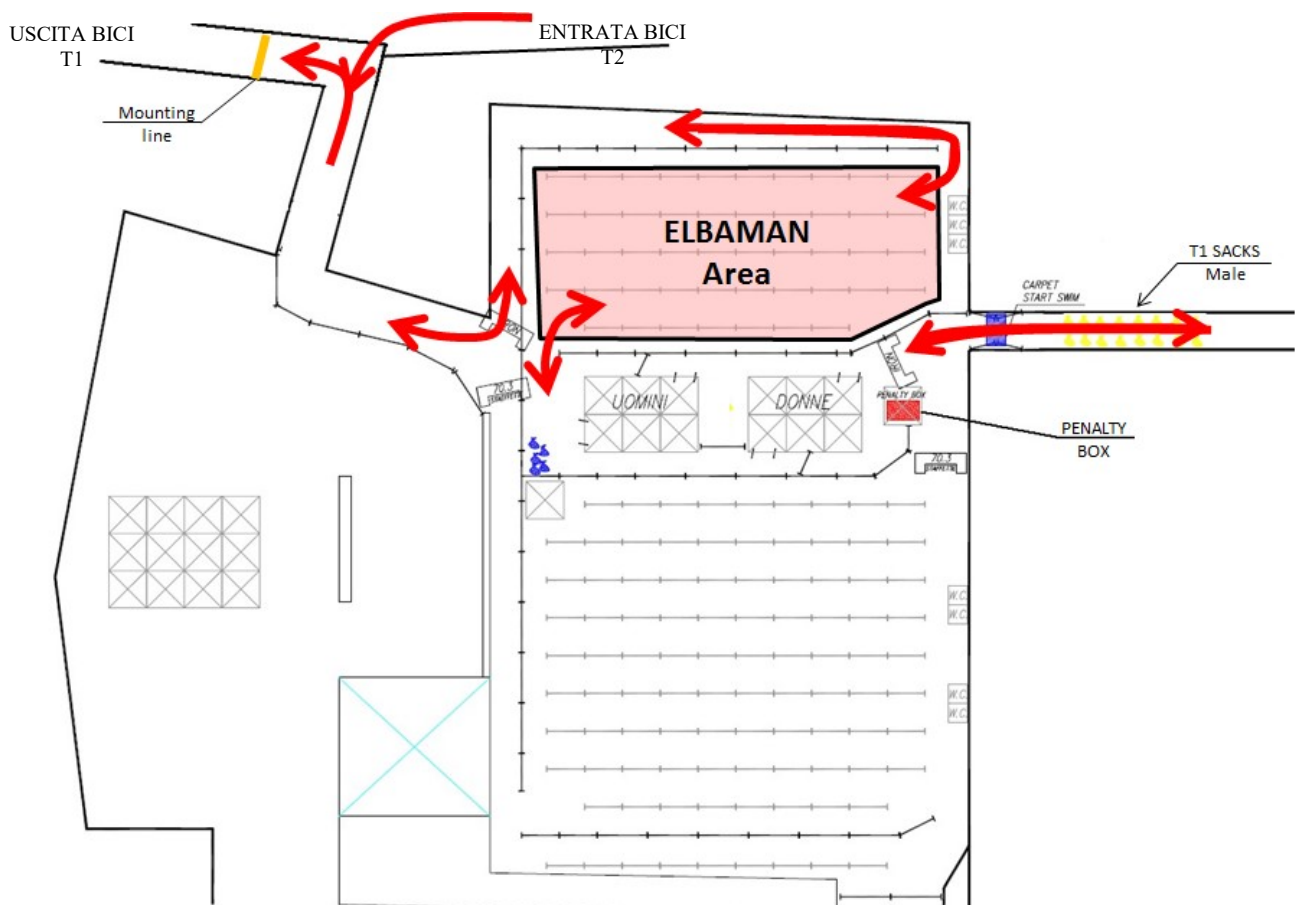 USCITA BICI
T1
ENTRATA BICI
T2
Mounting
line
ELBAMAN
Area
W.C.
W.C.
W.C.
T1 SACKS
Male
CARPET
START SWIM
70.3
UOMINI
DONNE
PENALTY BOX
PENALTY
BOX
70.3
W.C.
W.C.
W.C.
W.C.